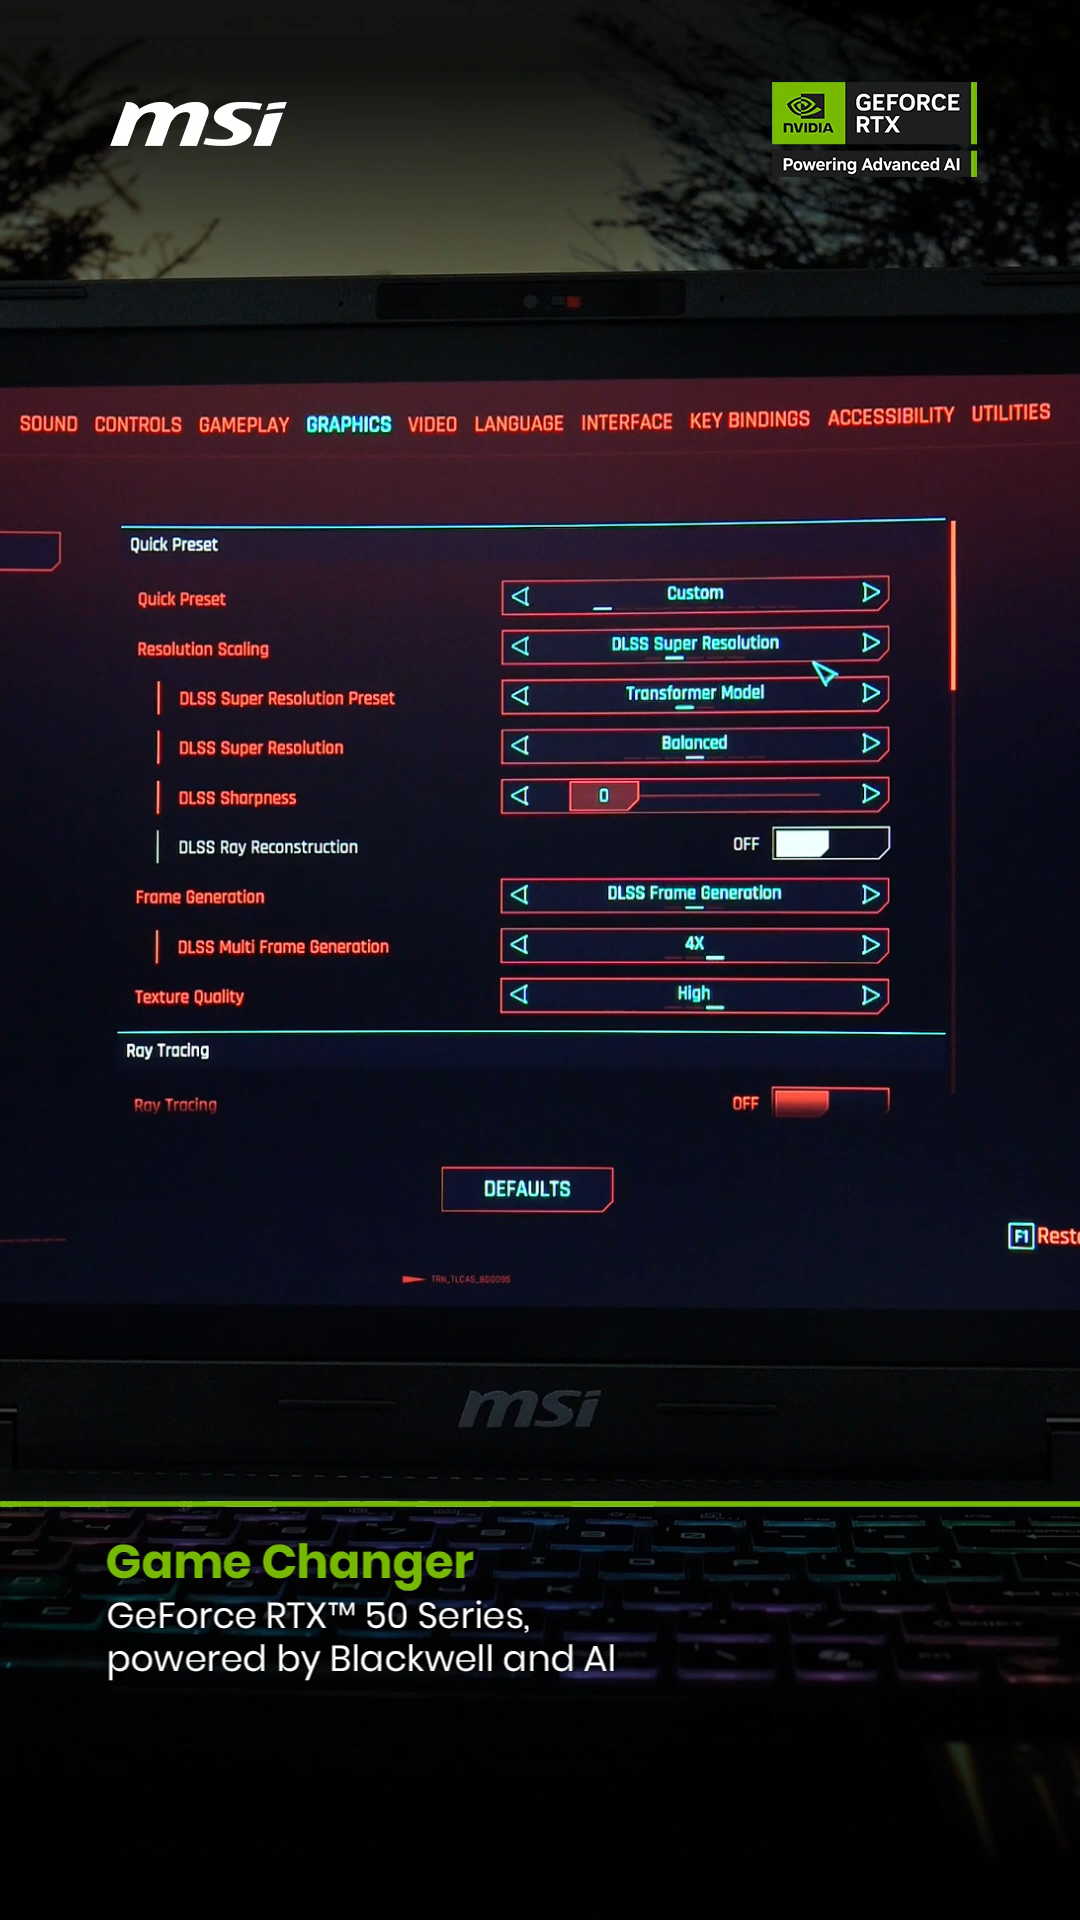 msi
NVIDIA
GEFORCE
RTX
Powering Advanced AI
SOUND CONTROLS GAMEPLAY GRAPHICS VIDEO LANGUAGE INTERFACE KEY BINDINGS ACCESSIBILITY UTILITIES
Quick Preset
Quick Preset Custom
Resolution Scaling DLSS Super Resolution
DLSS Super Resolution Preset Transformer Model
DLSS Super Resolution Balanced
DLSS Sharpness 0
DLSS Ray Reconstruction OFF
Frame Generation DLSS Frame Generation
DLSS Multi Frame Generation 4X
Texture Quality High
Ray Tracing
Ray Tracing OFF
DEFAULTS
F1
TRN_TLCAS_800095
msi
Game Changer
GeForce RTX™ 50 Series,
powered by Blackwell and AI